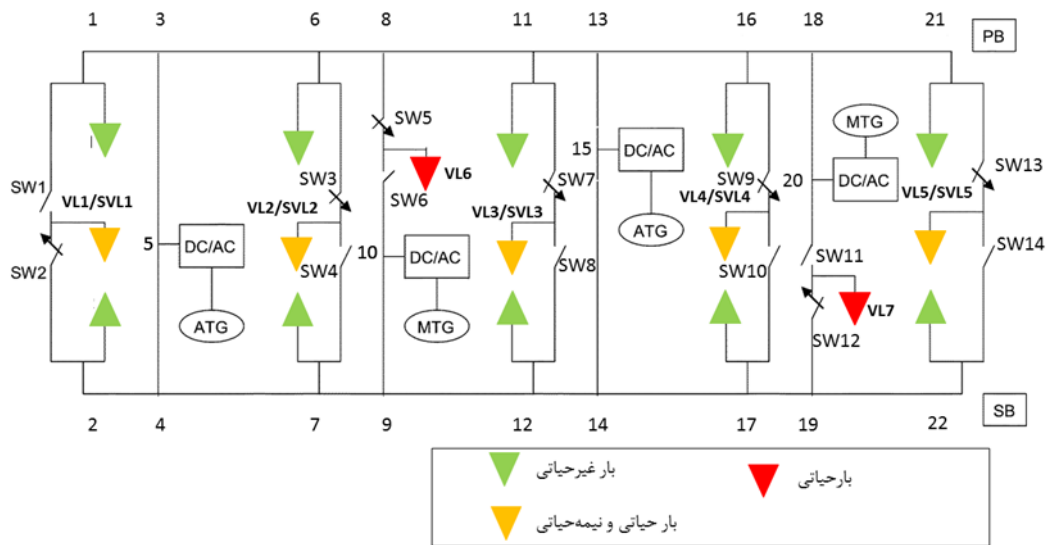 1 3 6 8 11 13 16 18 21
PB
MTG
SW5
15 DC/AC
SW13
SW1
VL1/SVL1
SW3
VL2/SVL2
VL6
SW6
SW7
VL3/SVL3
SW9
VL4/SVL4
20 DC/AC
VL5/SVL5
ATG
5 DC/AC
SW2
SW4
10 DC/AC
SW8
SW10
SW11
SW14
VL7
SW12
ATG
MTG
SB
2 4 7 9 12 14 17 19 22
بار غیرحیاتی
بارحیاتی
بار حیاتی و نیمه‌حیاتی